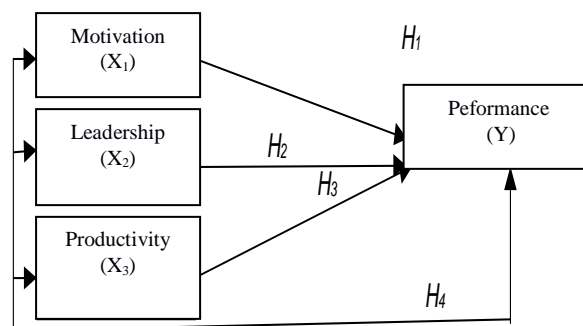 Motivation
(X₁)
H₁
Peformance
(Y)
Leadership
(X₂)
H₂
H₃
Productivity
(X₃)
H₄